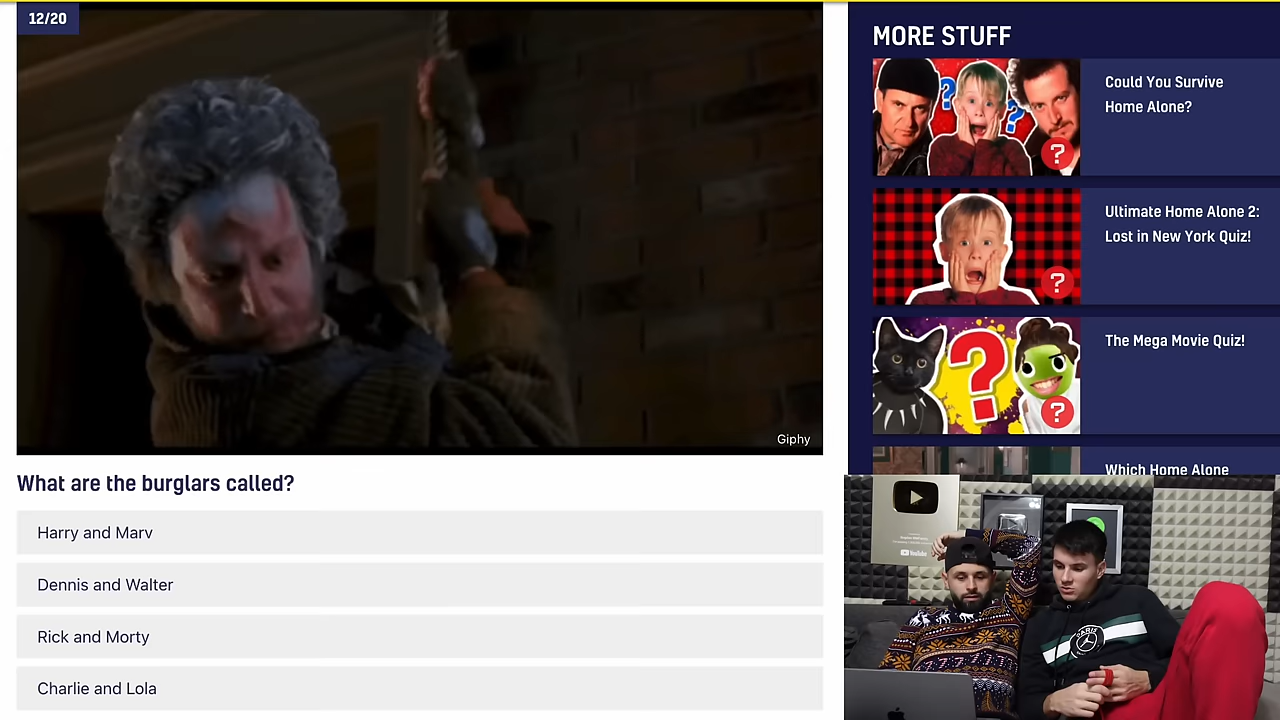 12/20
Giphy
What are the burglars called?
Harry and Marv
Dennis and Walter
Rick and Morty
Charlie and Lola
MORE STUFF
Could You Survive
Home Alone?
Ultimate Home Alone 2:
Lost in New York Quiz!
The Mega Movie Quiz!
Which Home Alone
YouTube
PARIS